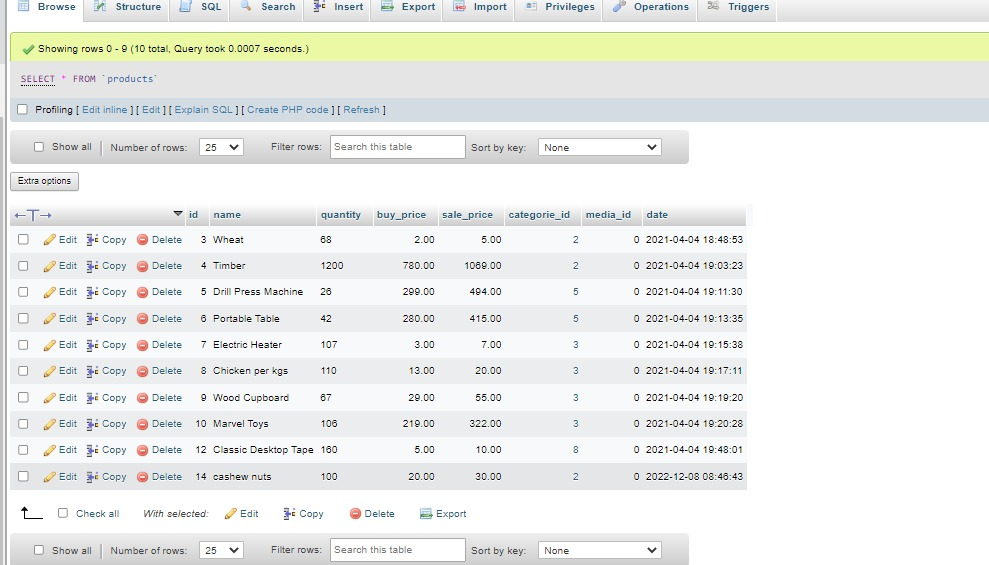 Browse Structure SQL Search Insert Export Import Privileges Operations Triggers
Showing rows 0 - 9 (10 total, Query took 0.0007 seconds.)
SELECT * FROM `products`
Profiling [ Edit inline ] [ Edit ] [ Explain SQL ] [ Create PHP code ] [ Refresh ]
Show all Number of rows: 25 Filter rows: Search this table Sort by key: None
Extra options
←T→ id name quantity buy_price sale_price categorie_id media_id date
Edit Copy Delete 3 Wheat 68 2.00 5.00 2 0 2021-04-04 18:48:53
Edit Copy Delete 4 Timber 1200 780.00 1069.00 2 0 2021-04-04 19:03:23
Edit Copy Delete 5 Drill Press Machine 26 299.00 494.00 5 0 2021-04-04 19:11:30
Edit Copy Delete 6 Portable Table 42 280.00 415.00 5 0 2021-04-04 19:13:35
Edit Copy Delete 7 Electric Heater 107 3.00 7.00 3 0 2021-04-04 19:15:38
Edit Copy Delete 8 Chicken per kgs 110 13.00 20.00 3 0 2021-04-04 19:17:11
Edit Copy Delete 9 Wood Cupboard 67 29.00 55.00 3 0 2021-04-04 19:19:20
Edit Copy Delete 10 Marvel Toys 106 219.00 322.00 3 0 2021-04-04 19:20:28
Edit Copy Delete 12 Classic Desktop Tape 160 5.00 10.00 8 0 2021-04-04 19:48:01
Edit Copy Delete 14 cashew nuts 100 20.00 30.00 2 0 2022-12-08 08:46:43
Check all With selected: Edit Copy Delete Export
Show all Number of rows: 25 Filter rows: Search this table Sort by key: None